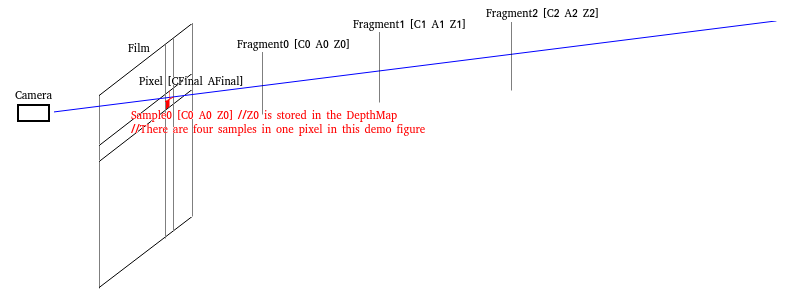 Fragment2 [C2 A2 Z2]
Fragment1 [C1 A1 Z1]
Fragment0 [C0 A0 Z0]
Film
Pixel [CFinal AFinal]
Camera
Sample0 [C0 A0 Z0] //Z0 is stored in the DepthMap
//There are four samples in one pixel in this demo figure